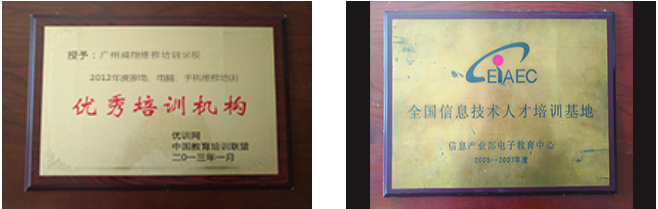 授予：广州威翔维修培训学校
2012年度家电、电脑、手机维修培训
优秀培训机构
优训网
中国教育培训联盟
二〇一三年一月
CEIAEC
全国信息技术人才培训基地
信息产业部电子教育中心
2005--2007年度